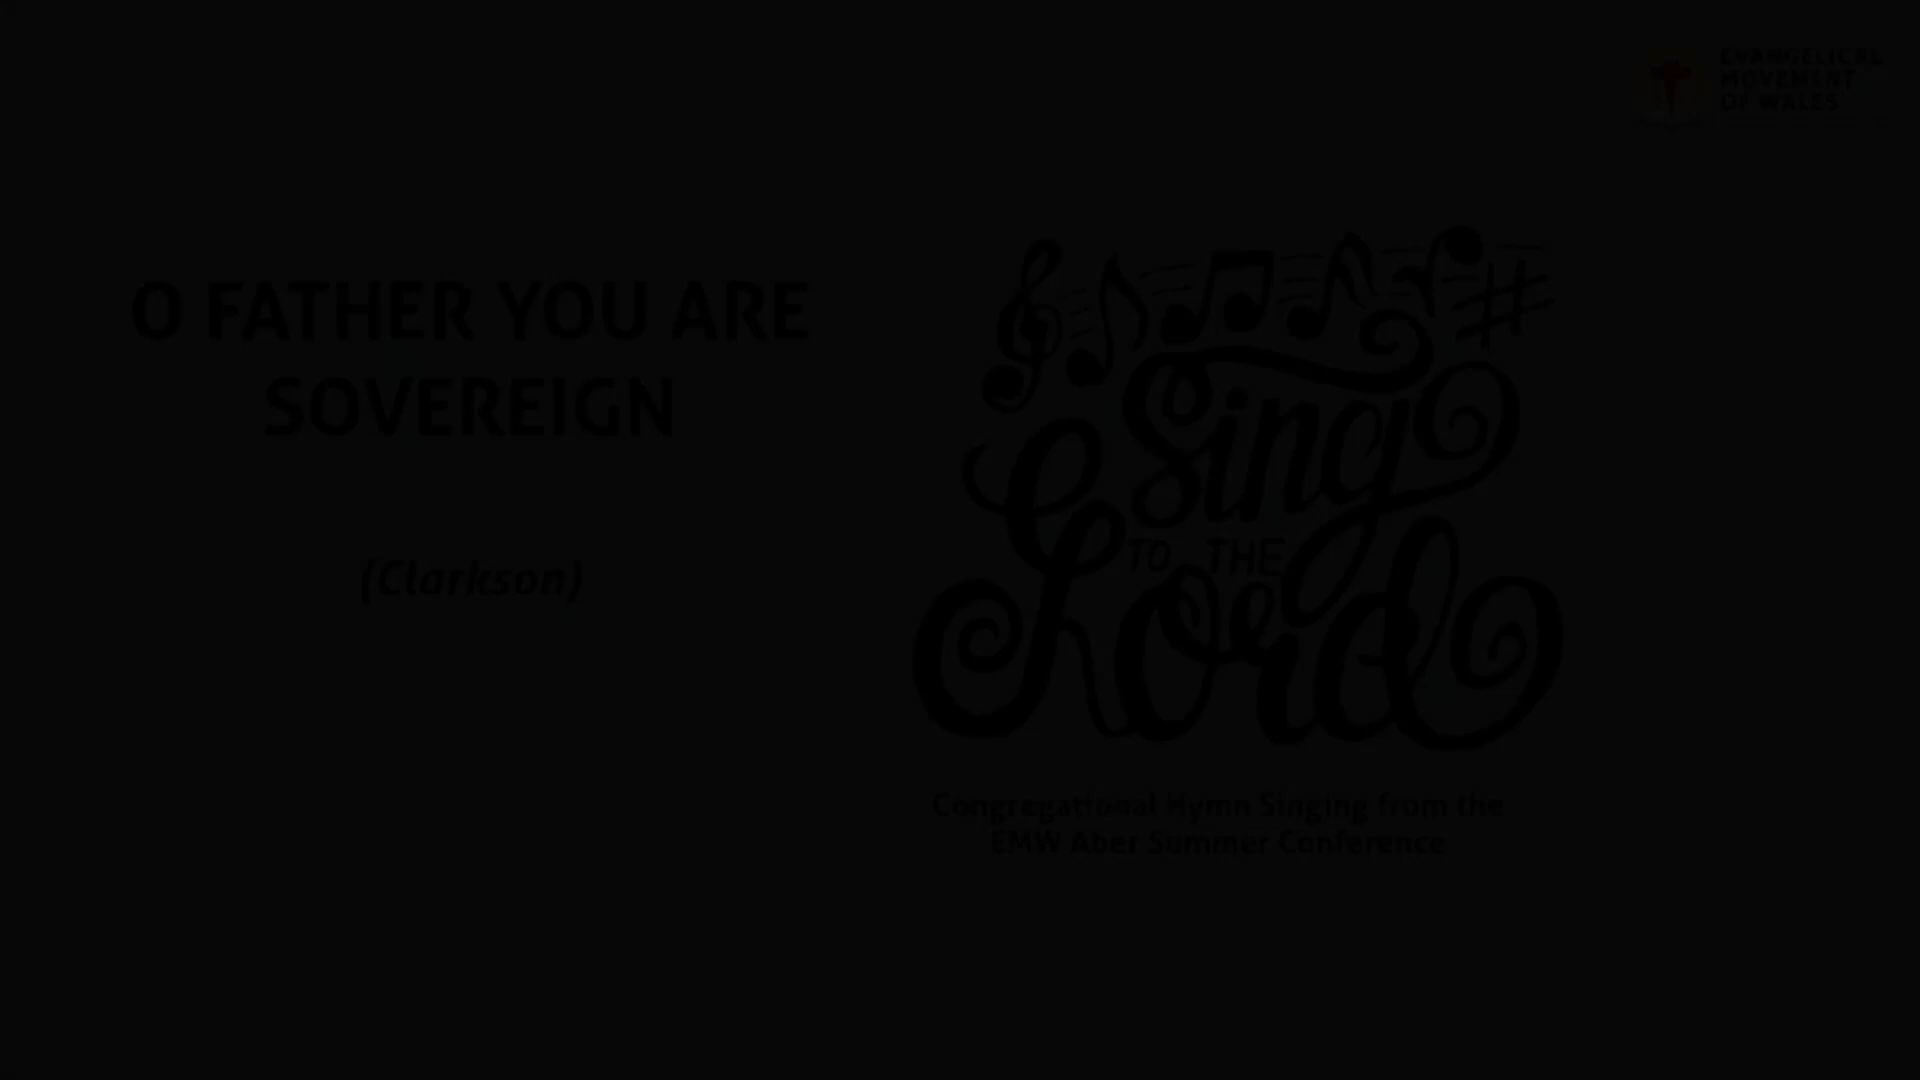 EVANGELICAL
MOVEMENT
OF WALES
O FATHER YOU ARE
SOVEREIGN
(Clarkson)
Sing
TO THE
Lord
Congregational Hymn Singing from the
EMW Aber Summer Conference